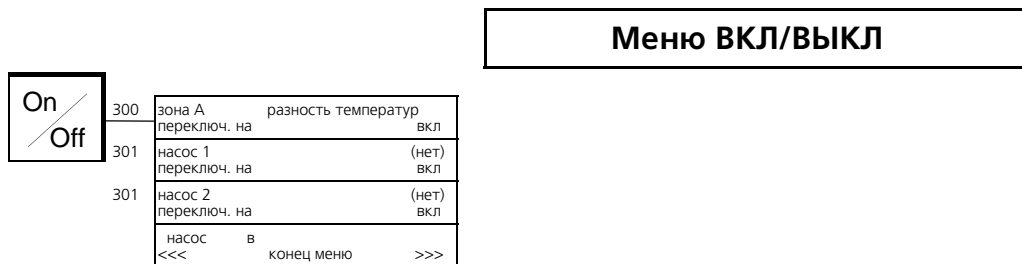 Меню ВКЛ/ВЫКЛ
On
Off
300 зона А разность температур
переключ. на вкл
301 насос 1 (нет)
переключ. на вкл
301 насос 2 (нет)
переключ. на вкл
насос в
<<< конец меню >>>